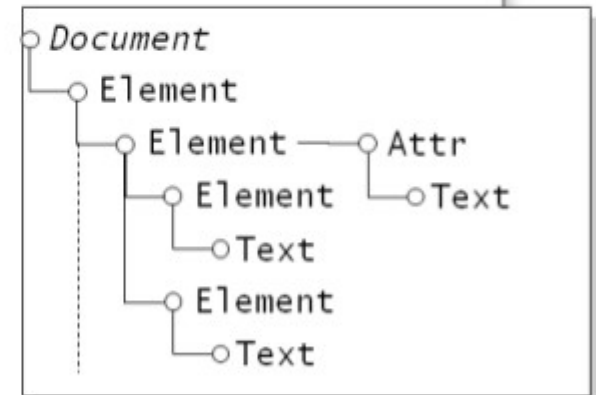 Document
Element
Element Attr
Element Text
Text
Element
Text